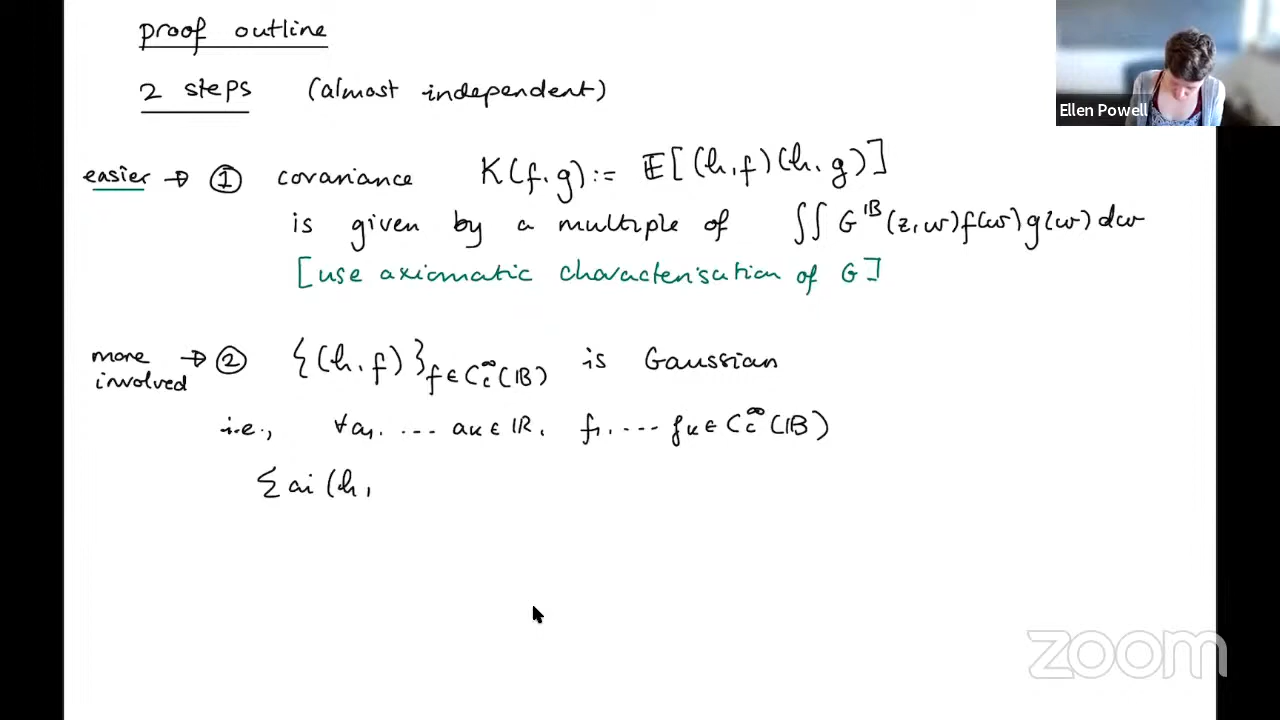 proof outline
2 steps (almost independent)
easier → ① covariance K(f,g) := 𝔼[(h,f)(h,g)]
is given by a multiple of ∬ G^𝔹(z,w)f(w)g(w)dw
[use axiomatic characterisation of G]
more involved → ② {(h,f)}_{f∈C_c^∞(𝔹)} is Gaussian
i.e., ∀a₁, .... aₖ∈ℝ, f₁, .... fₖ∈C_c^∞(𝔹)
Σ aᵢ(h,
Ellen Powell
zoom